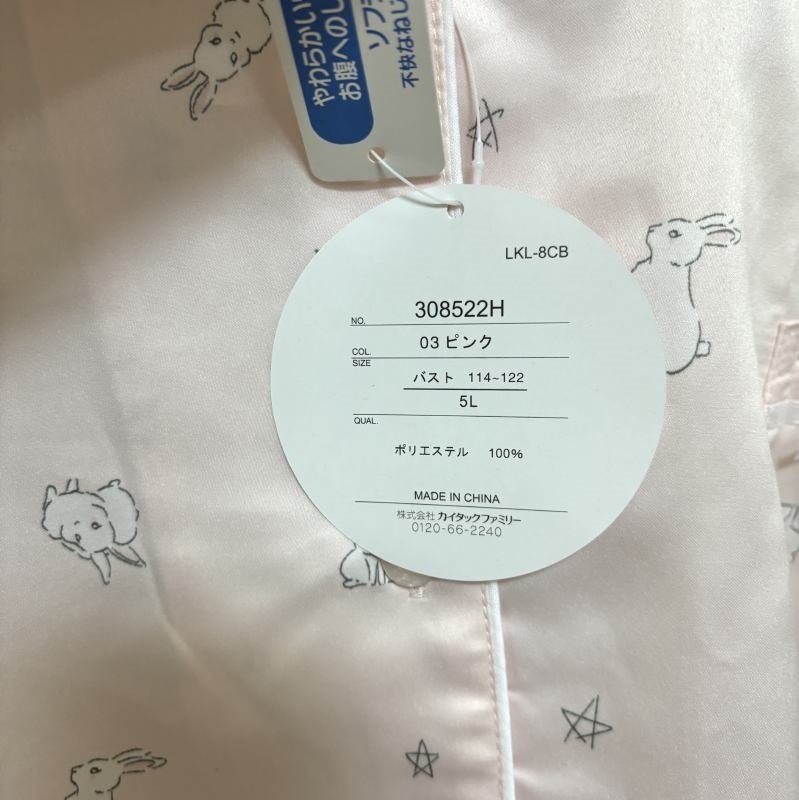 やわらかい
お腹へのし
ソフ
不快なねじ
LKL-8CB
NO. 308522H
COL. 03 ピンク
SIZE
バスト 114~122
5L
QUAL.
ポリエステル 100%
MADE IN CHINA
株式会社 カイタックファミリー
0120-66-2240